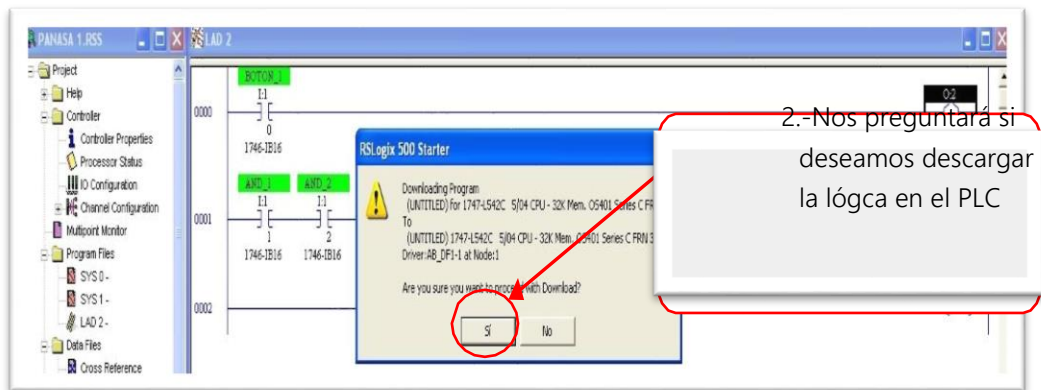 PANASA 1.RSS
LAD 2
Project
Help
Controller
Controller Properties
Processor Status
IO Configuration
Channel Configuration
Multipoint Monitor
Program Files
SYS 0 -
SYS 1 -
LAD 2 -
Data Files
Cross Reference
0000
BOTON_1
I:1
0
1746-IB16
O:2
0001
AND_1
I:1
1
1746-IB16
AND_2
I:1
2
1746-IB16
0002
RSLogix 500 Starter
Downloading Program
(UNTITLED) for 1747-L542C 5/04 CPU - 32K Mem. OS401 Series C FRN
To
(UNTITLED) 1747-L542C 5/04 CPU - 32K Mem. OS401 Series C FRN 3
Driver:AB_DF1-1 at Node:1
Are you sure you want to proceed with Download?
Sí
No
2.-Nos preguntará si
deseamos descargar
la lógca en el PLC